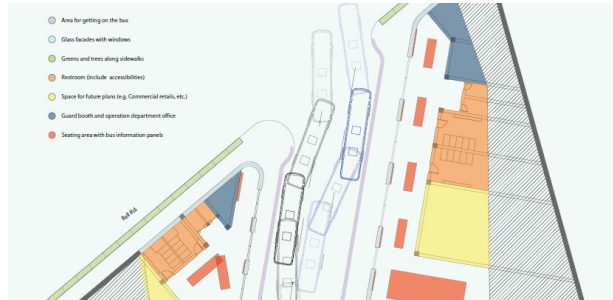 Area for getting on the bus
Glass facades with windows
Greens and trees along sidewalks
Restroom (include accessibilities)
Space for future plans (e.g, Commercial retails, etc.)
Guard booth and operation department office
Seating area with bus information panels
Bell Rd.